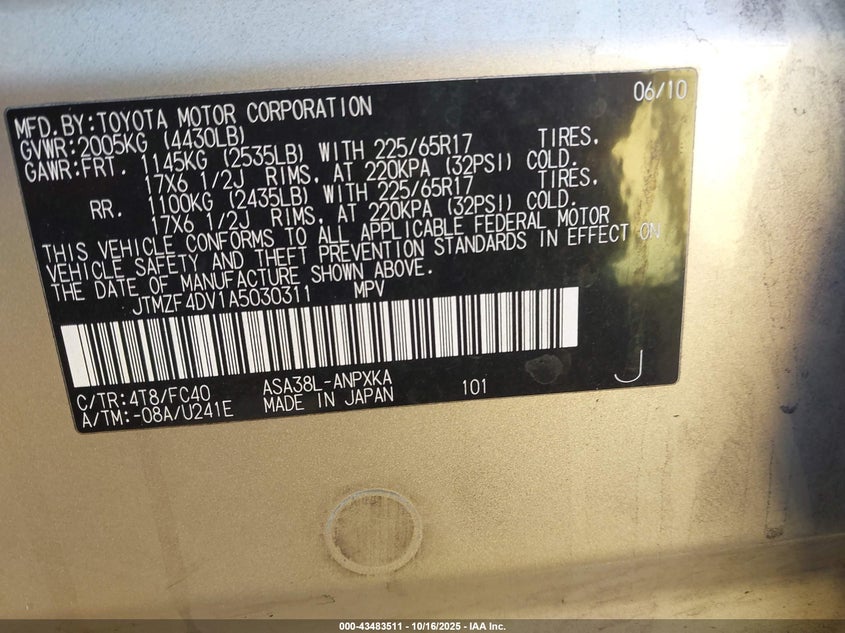 06/10
MFD.BY:TOYOTA MOTOR CORPORATION
GVWR:2005KG (4430LB)
GAWR:FRT. 1145KG (2535LB) WITH 225/65R17 TIRES.
17X6 1/2J RIMS. AT 220KPA (32PSI) COLD.
RR. 1100KG (2435LB) WITH 225/65R17 TIRES.
17X6 1/2J RIMS. AT 220KPA (32PSI) COLD.
THIS VEHICLE CONFORMS TO ALL APPLICABLE FEDERAL MOTOR
VEHICLE SAFETY AND THEFT PREVENTION STANDARDS IN EFFECT ON
THE DATE OF MANUFACTURE SHOWN ABOVE.
JTMZF4DV1A5030311 MPV
C/TR:4T8/FC40 ASA38L-ANPXKA 101 J
A/TM:-08A/U241E MADE IN JAPAN
000-43483511 - 10/16/2025 - IAA Inc.